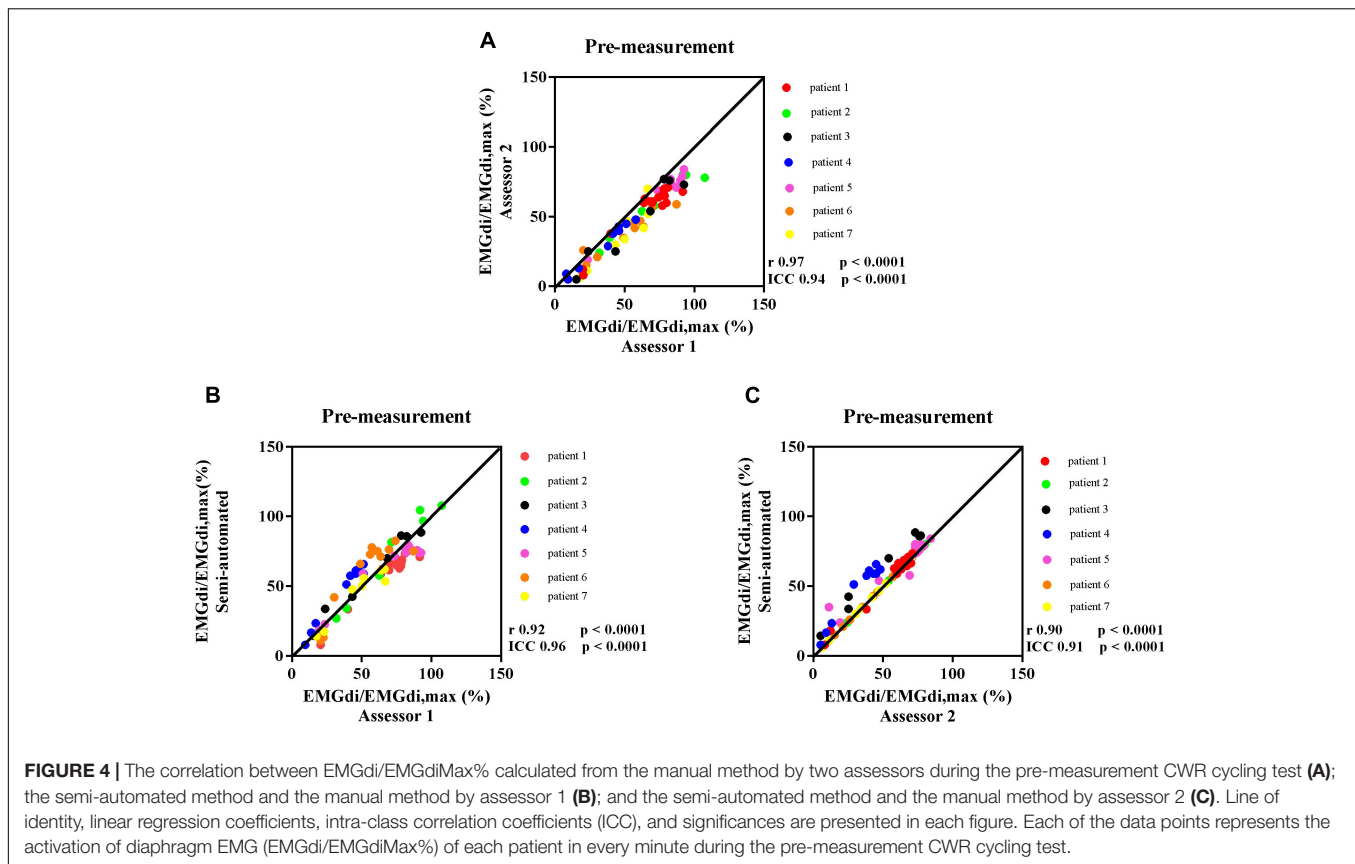 A
Pre-measurement
EMGdi/EMGdi,max (%)
Assessor 2
150
100
50
0
0 50 100 150
EMGdi/EMGdi,max (%)
Assessor 1
patient 1
patient 2
patient 3
patient 4
patient 5
patient 6
patient 7
r 0.97 p < 0.0001
ICC 0.94 p < 0.0001
B
Pre-measurement
EMGdi/EMGdi,max(%)
Semi-automated
150
100
50
0
0 50 100 150
EMGdi/EMGdi,max (%)
Assessor 1
patient 1
patient 2
patient 3
patient 4
patient 5
patient 6
patient 7
r 0.92 p < 0.0001
ICC 0.96 p < 0.0001
C
Pre-measurement
EMGdi/EMGdi,max (%)
Semi-automated
150
100
50
0
0 50 100 150
EMGdi/EMGdi,max (%)
Assessor 2
patient 1
patient 2
patient 3
patient 4
patient 5
patient 6
patient 7
r 0.90 p < 0.0001
ICC 0.91 p < 0.0001
FIGURE 4 | The correlation between EMGdi/EMGdiMax% calculated from the manual method by two assessors during the pre-measurement CWR cycling test (A);
the semi-automated method and the manual method by assessor 1 (B); and the semi-automated method and the manual method by assessor 2 (C). Line of
identity, linear regression coefficients, intra-class correlation coefficients (ICC), and significances are presented in each figure. Each of the data points represents the
activation of diaphragm EMG (EMGdi/EMGdiMax%) of each patient in every minute during the pre-measurement CWR cycling test.